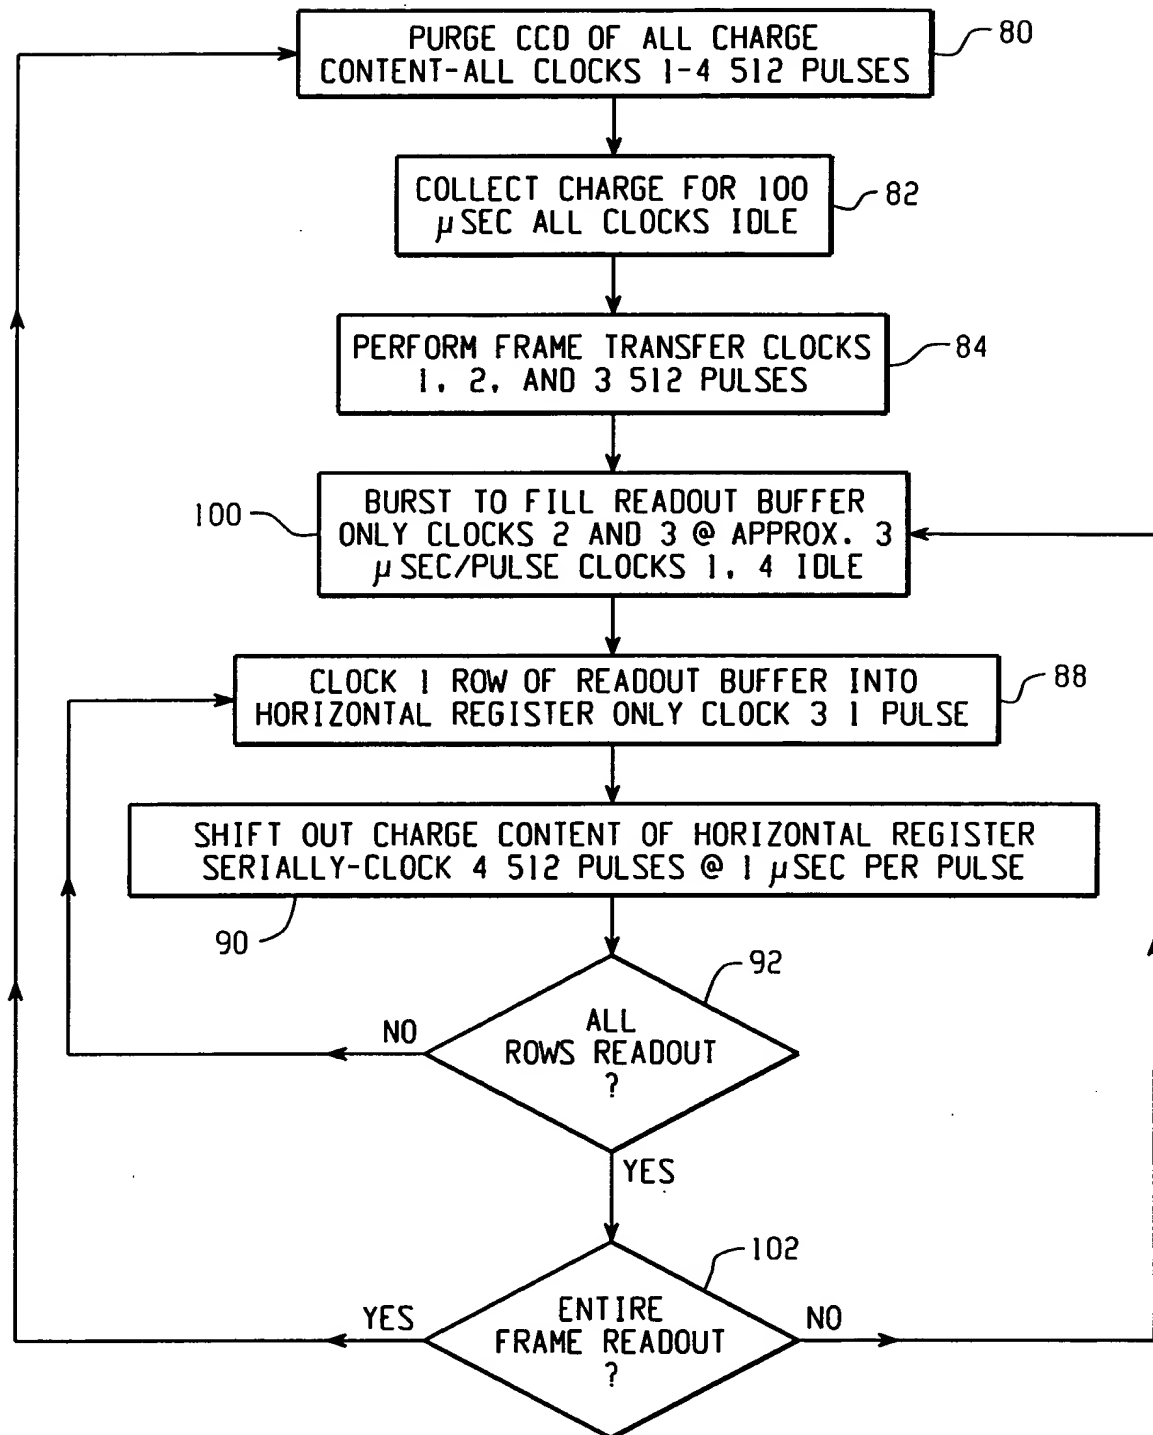 PURGE CCD OF ALL CHARGE
CONTENT-ALL CLOCKS 1-4 512 PULSES
80
COLLECT CHARGE FOR 100
µSEC ALL CLOCKS IDLE
82
PERFORM FRAME TRANSFER CLOCKS
1, 2, AND 3 512 PULSES
84
BURST TO FILL READOUT BUFFER
ONLY CLOCKS 2 AND 3 @ APPROX. 3
µSEC/PULSE CLOCKS 1, 4 IDLE
100
CLOCK 1 ROW OF READOUT BUFFER INTO
HORIZONTAL REGISTER ONLY CLOCK 3 1 PULSE
88
SHIFT OUT CHARGE CONTENT OF HORIZONTAL REGISTER
SERIALLY-CLOCK 4 512 PULSES @ 1 µSEC PER PULSE
90
92
ALL
ROWS READOUT
?
NO
YES
102
ENTIRE
FRAME READOUT
?
YES
NO